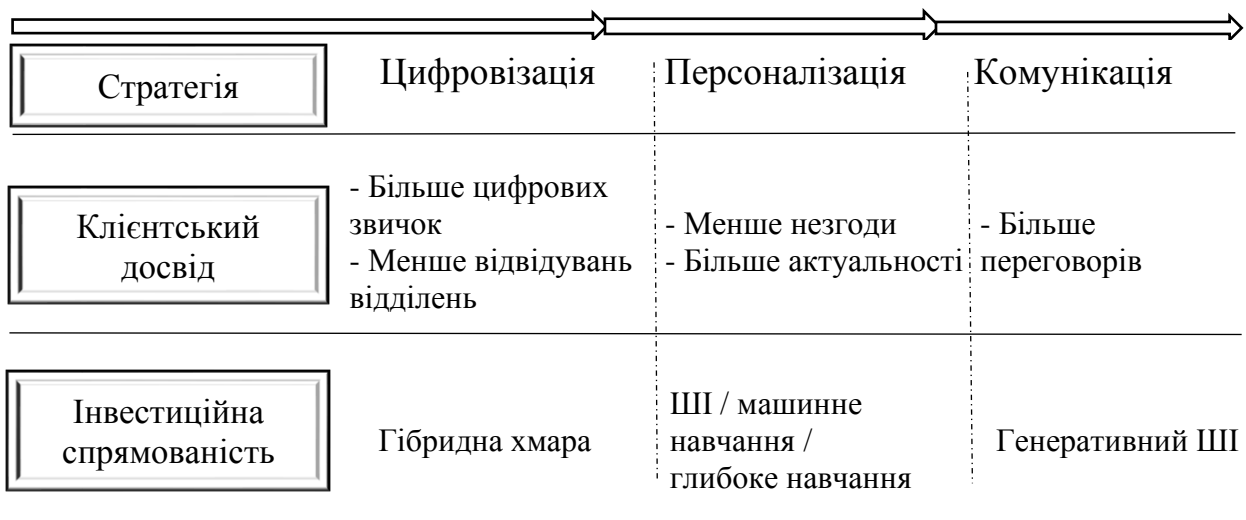 Стратегія
Цифровізація
Персоналізація
Комунікація
Клієнтський
досвід
- Більше цифрових
звичок
- Менше відвідувань
відділень
- Менше незгоди
- Більше актуальності
- Більше
переговорів
Інвестиційна
спрямованість
Гібридна хмара
ШІ / машинне
навчання /
глибоке навчання
Генеративний ШІ